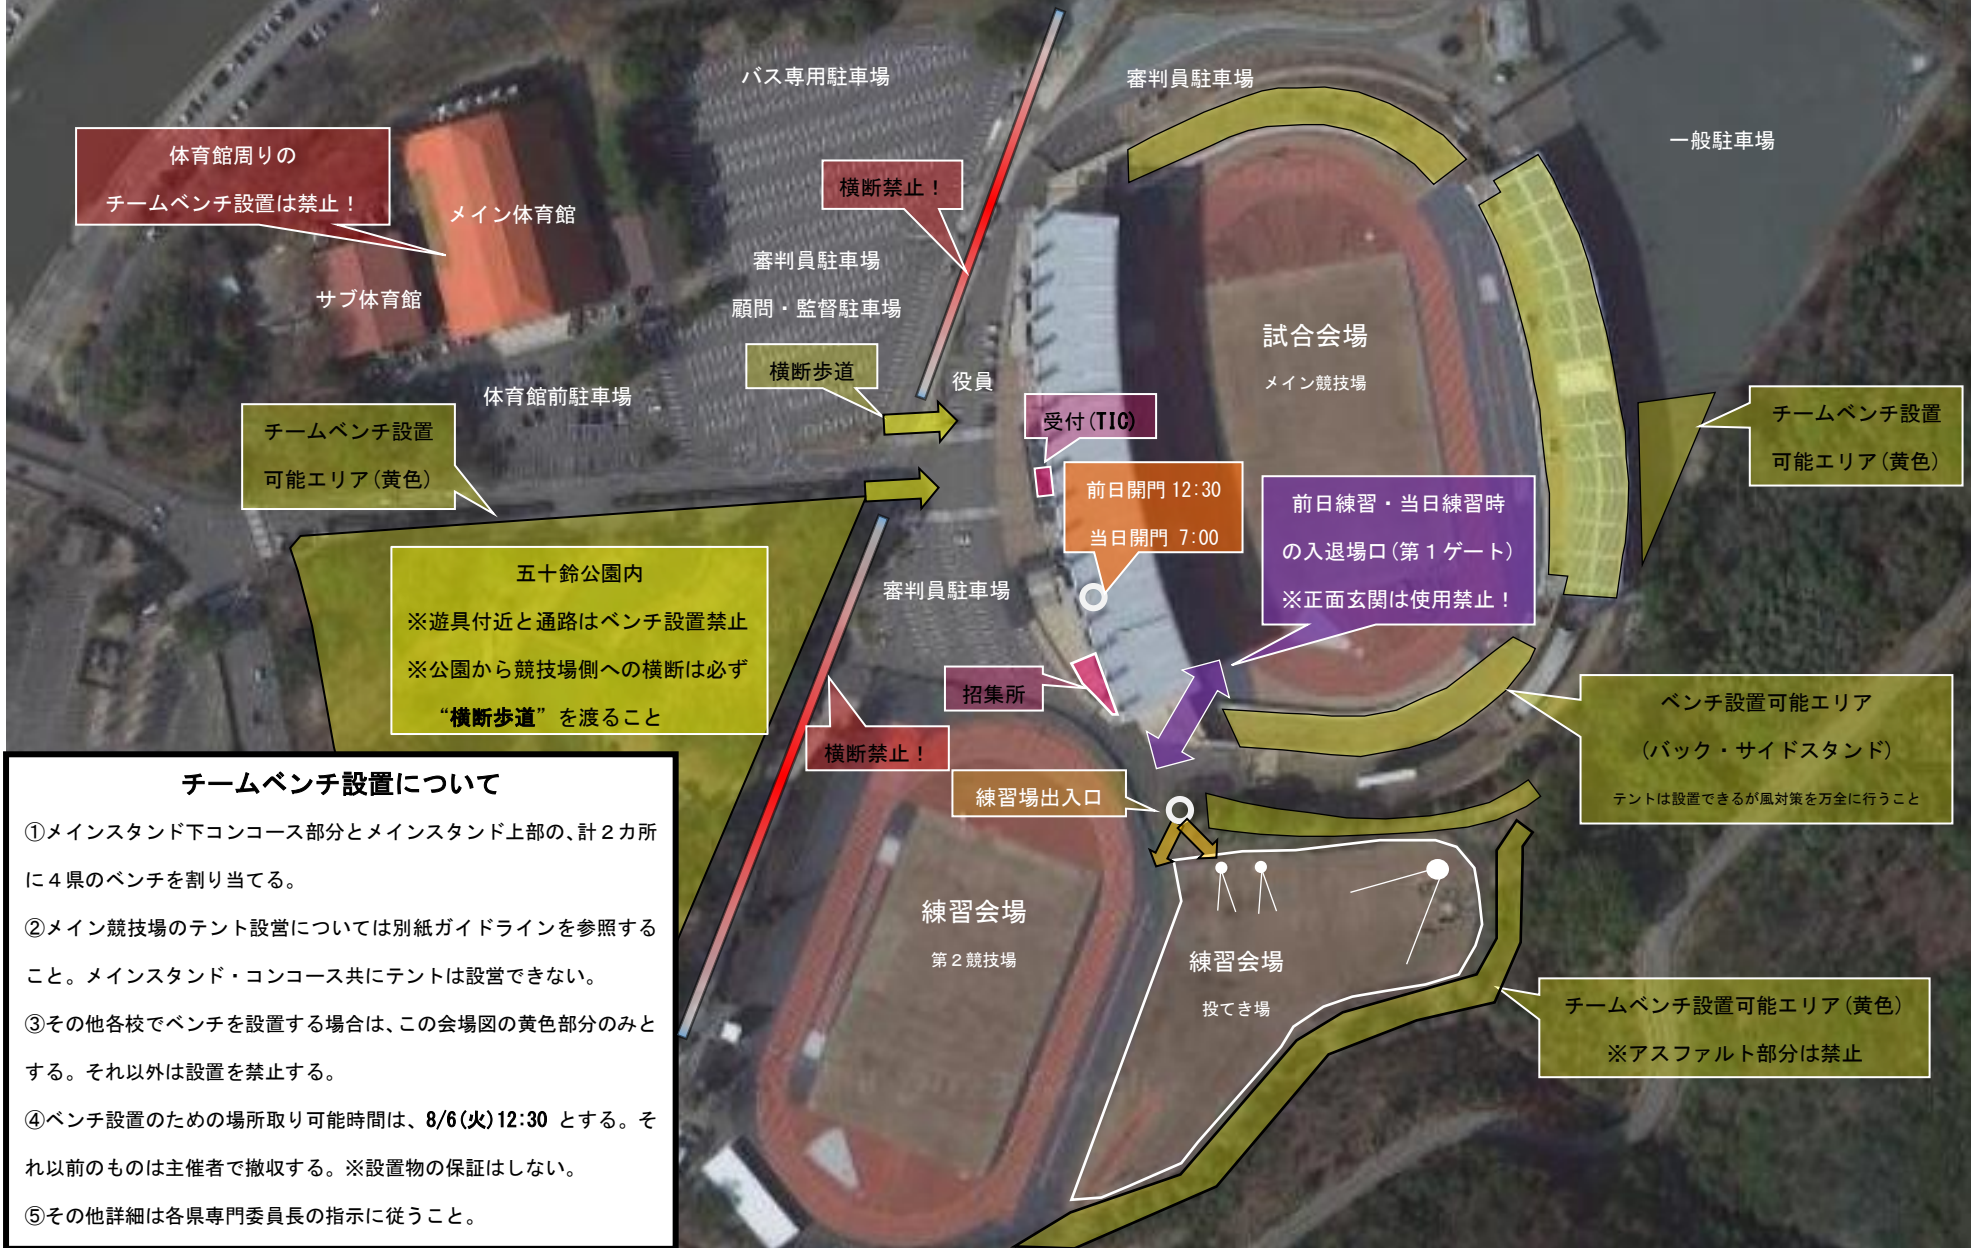 バス専用駐車場
審判員駐車場
一般駐車場
体育館周りの
チームベンチ設置は禁止！
横断禁止！
メイン体育館
サブ体育館
審判員駐車場
顧問・監督駐車場
試合会場
メイン競技場
横断歩道
役員
体育館前駐車場
受付(TIC)
チームベンチ設置
可能エリア(黄色)
チームベンチ設置
可能エリア(黄色)
前日開門 12:30
当日開門 7:00
前日練習・当日練習時
の入退場口(第１ゲート)
※正面玄関は使用禁止！
五十鈴公園内
※遊具付近と通路はベンチ設置禁止
※公園から競技場側への横断は必ず
“横断歩道”を渡ること
審判員駐車場
招集所
横断禁止！
ベンチ設置可能エリア
(バック・サイドスタンド)
テントは設置できるが風対策を万全に行うこと
練習場出入口
練習会場
第２競技場
練習会場
投てき場
チームベンチ設置可能エリア(黄色)
※アスファルト部分は禁止
チームベンチ設置について
①メインスタンド下コンコース部分とメインスタンド上部の、計２カ所
に４県のベンチを割り当てる。
②メイン競技場のテント設営については別紙ガイドラインを参照する
こと。メインスタンド・コンコース共にテントは設営できない。
③その他各校でベンチを設置する場合は、この会場図の黄色部分のみと
する。それ以外は設置を禁止する。
④ベンチ設置のための場所取り可能時間は、8/6(火)12:30 とする。そ
れ以前のものは主催者で撤収する。※設置物の保証はしない。
⑤その他詳細は各県専門委員長の指示に従うこと。